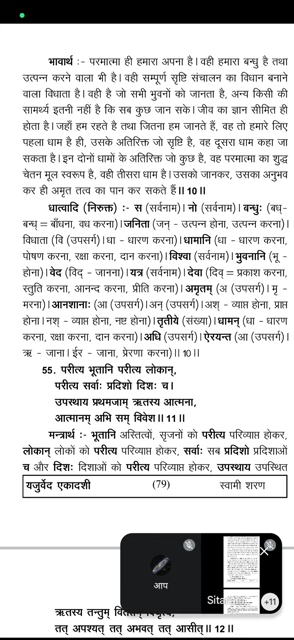 भावार्थ :- परमात्मा ही हमारा अपना है। वही हमारा बन्धु है तथा
उत्पन्न करने वाला भी है। वही सम्पूर्ण सृष्टि संचालन का विधान बनाने
वाला विधाता है। वही है जो सभी भुवनों को जानता है, अन्य किसी की
सामर्थ्य इतनी नहीं है कि सब कुछ जान सके। जीव का ज्ञान सीमित ही
होता है। जहाँ हम रहते है तथा जितना हम जानते हैं, वह तो हमारे लिए
पहला धाम है ही, उसके अतिरिक्त जो सृष्टि है, वह दूसरा धाम कहा जा
सकता है। इन दोनों धामों के अतिरिक्त जो कुछ है, वह परमात्मा का शुद्ध
चेतन मूल स्वरूप है, वही तीसरा धाम है। उसको जानकर, उसका अनुभव
कर ही अमृत तत्व का पान कर सकते हैं॥10॥
धात्वादि (निरुक्त) :- स (सर्वनाम)। नो (सर्वनाम)। बन्धुः (बध्-
बन्ध् = बाँधना, वध करना)। जनिता (जन् - उत्पन्न होना, उत्पन्न करना)।
विधाता (वि (उपसर्ग)। धा - धारण करना)। धामानि (धा - धारण करना,
पोषण करना, रक्षा करना, दान करना)। विश्वा (सर्वनाम)। भुवनानि (भू -
होना)। वेद (विद् - जानना)। यत्र (सर्वनाम)। देवा (दिव् = प्रकाश करना,
स्तुति करना, आनन्द करना, प्रीति करना)। अमृतम् (अ (उपसर्ग)। मृ -
मरना)। आनशानाः (आ (उपसर्ग)। अन् (उपसर्ग)। अश् - व्याप्त होना, प्राप्त
होना। नश् - व्याप्त होना, नष्ट होना)। तृतीये (संख्या)। धामन् (धा - धारण
करना, रक्षा करना, दान करना)। अधि (उपसर्ग)। ऐरयन्त (आ (उपसर्ग)।
ऋ - जाना। ईर - जाना, प्रेरणा करना)॥10॥
55. परीत्य भूतानि परीत्य लोकान्,
परीत्य सर्वाः प्रदिशो दिशः च।
उपस्थाय प्रथमजाम् ऋतस्य आत्मना,
आत्मानम् अभि सम् विवेश॥11॥
मन्त्रार्थ :- भूतानि अस्तित्वों, सृजनों को परीत्य परिव्याप्त होकर,
लोकान् लोकों को परीत्य परिव्याप्त होकर, सर्वाः सब प्रदिशो प्रदिशाओं
च और दिशः दिशाओं को परीत्य परिव्याप्त होकर, उपस्थाय उपस्थित
यजुर्वेद एकादशी (79) स्वामी शरण
आप
+11
ऋतस्य तन्तुम्
तत् अपश्यत् तत् अभवत् तत् आसीत्॥12॥